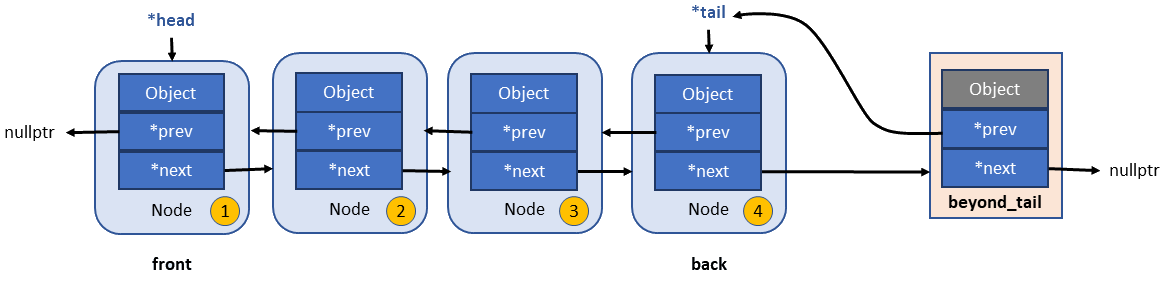 *head
*tail
Object
Object
Object
Object
Object
nullptr
*prev
*prev
*prev
*prev
*prev
*next
*next
*next
*next
*next
nullptr
Node 1
Node 2
Node 3
Node 4
beyond_tail
front
back